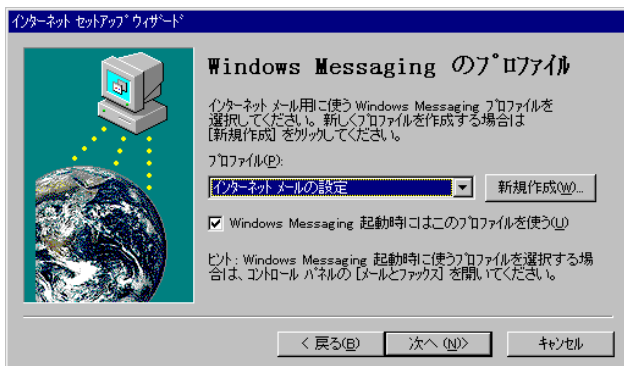 インターネット セットアップ ウィザード
Windows Messaging のプロファイル
インターネット メール用に使う Windows Messaging プロファイルを
選択してください。新しくプロファイルを作成する場合は
[新規作成] をクリックしてください。
プロファイル(P):
インターネット メールの設定
新規作成(W)...
Windows Messaging 起動時にはこのプロファイルを使う(U)
ヒント : Windows Messaging 起動時に使うプロファイルを選択する場
合は、コントロール パネルの [メールとファックス] を開いてください。
< 戻る(B)
次へ (N)>
キャンセル